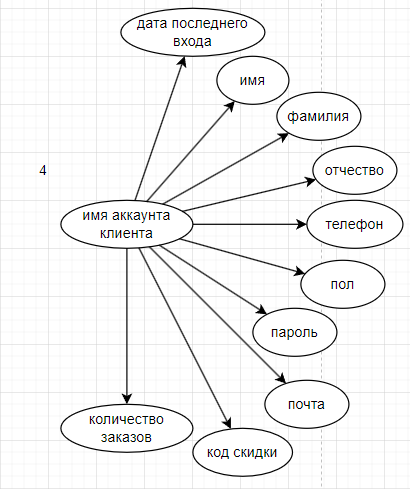 дата последнего
входа
имя
фамилия
4
отчество
имя аккаунта
клиента
телефон
пол
пароль
почта
количество
заказов
код скидки